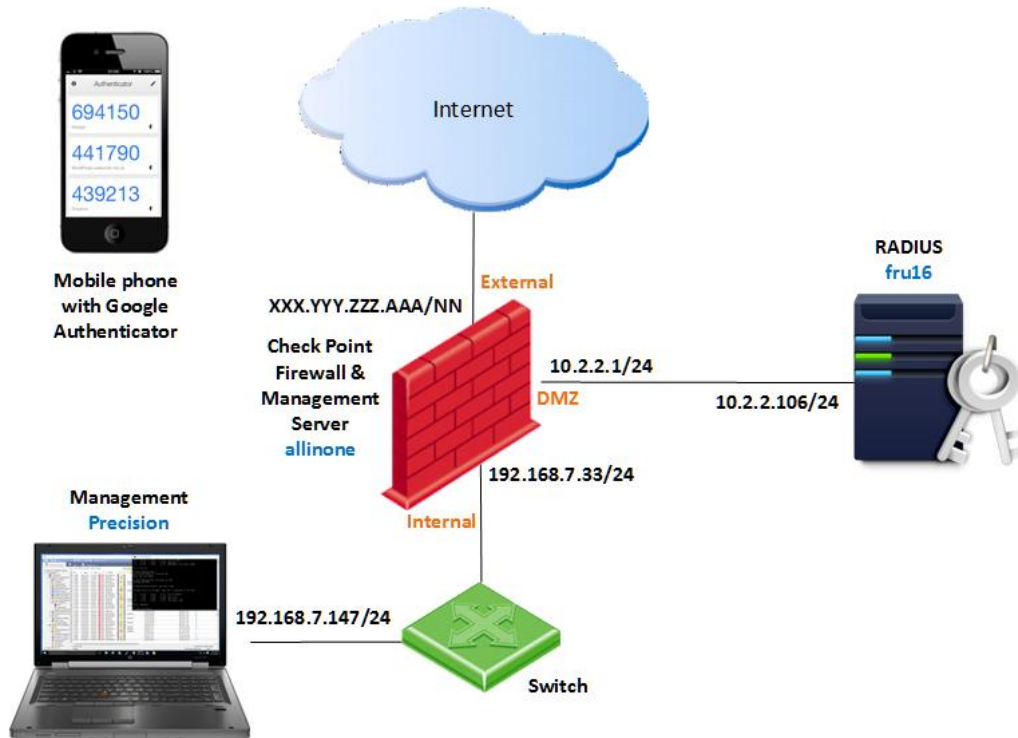 Authenticator
694150
441790
439213
Mobile phone
with Google
Authenticator
Internet
External
XXX.YYY.ZZZ.AAA/NN
Check Point
Firewall &
Management
Server
allinone
10.2.2.1/24
DMZ
RADIUS
fru16
10.2.2.106/24
192.168.7.33/24
Internal
Management
Precision
192.168.7.147/24
Switch